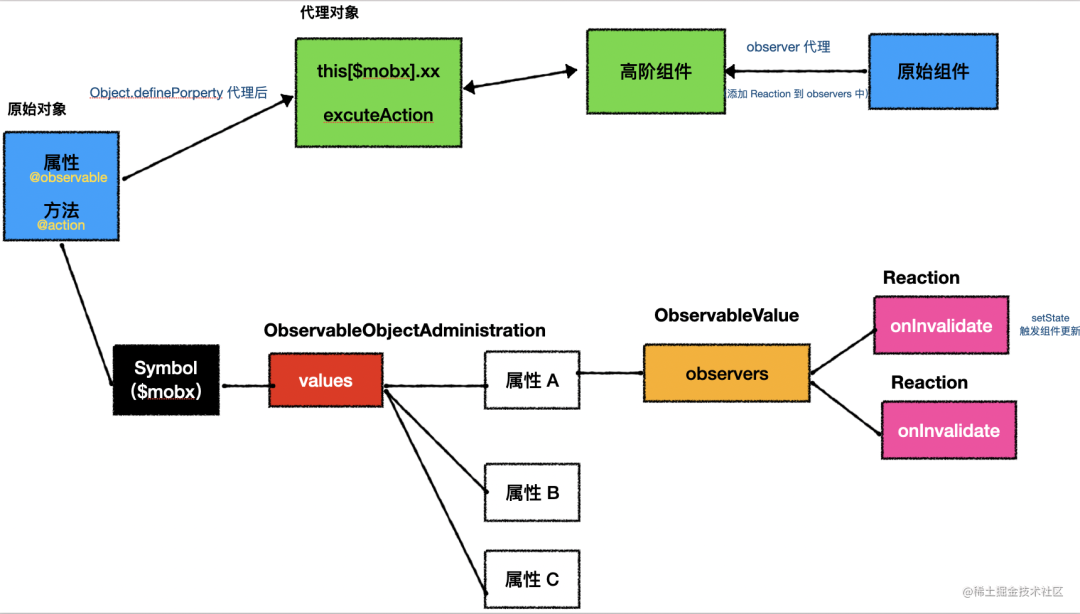 代理对象
this[$mobx].xx
excuteAction
高阶组件
observer 代理
添加 Reaction 到 observers 中)
原始组件
Object.definePorperty 代理后
原始对象
属性
@observable
方法
@action
Symbol
($mobx)
ObservableObjectAdministration
values
属性 A
属性 B
属性 C
ObservableValue
observers
Reaction
onInvalidate
setState
触发组件更新
Reaction
onInvalidate
@稀土掘金技术社区